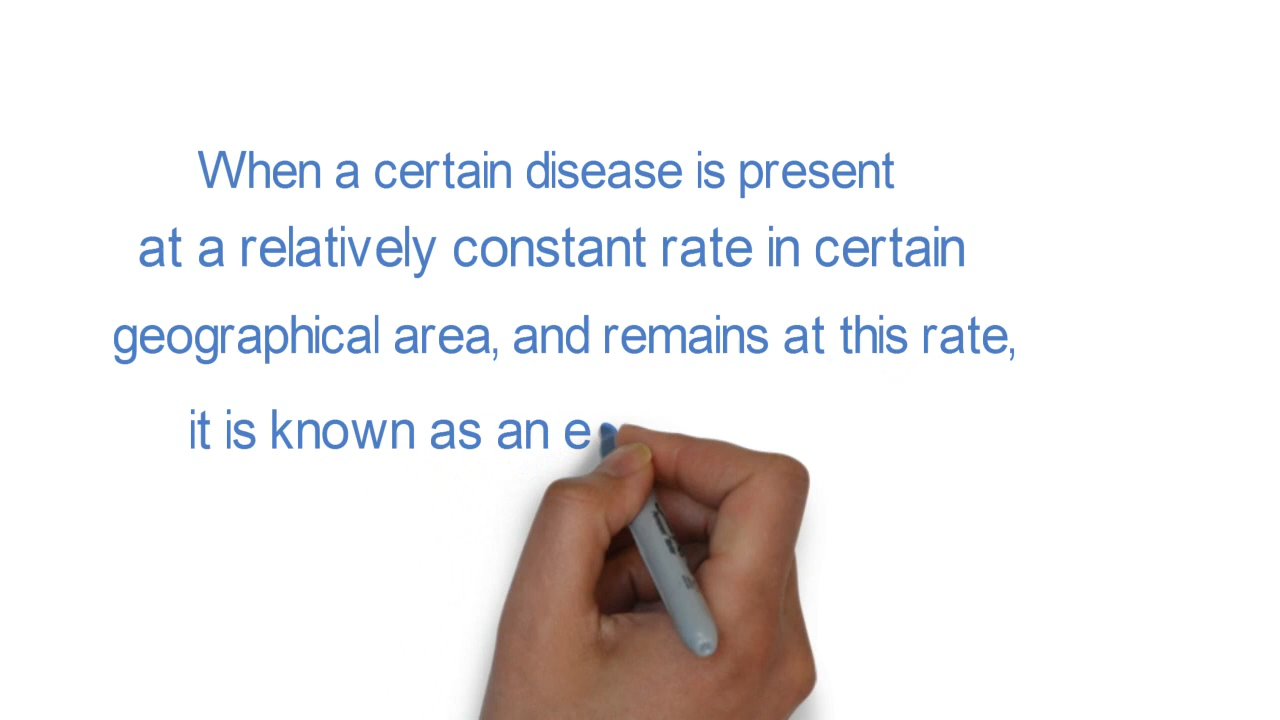 When a certain disease is present
at a relatively constant rate in certain
geographical area, and remains at this rate,
it is known as an e